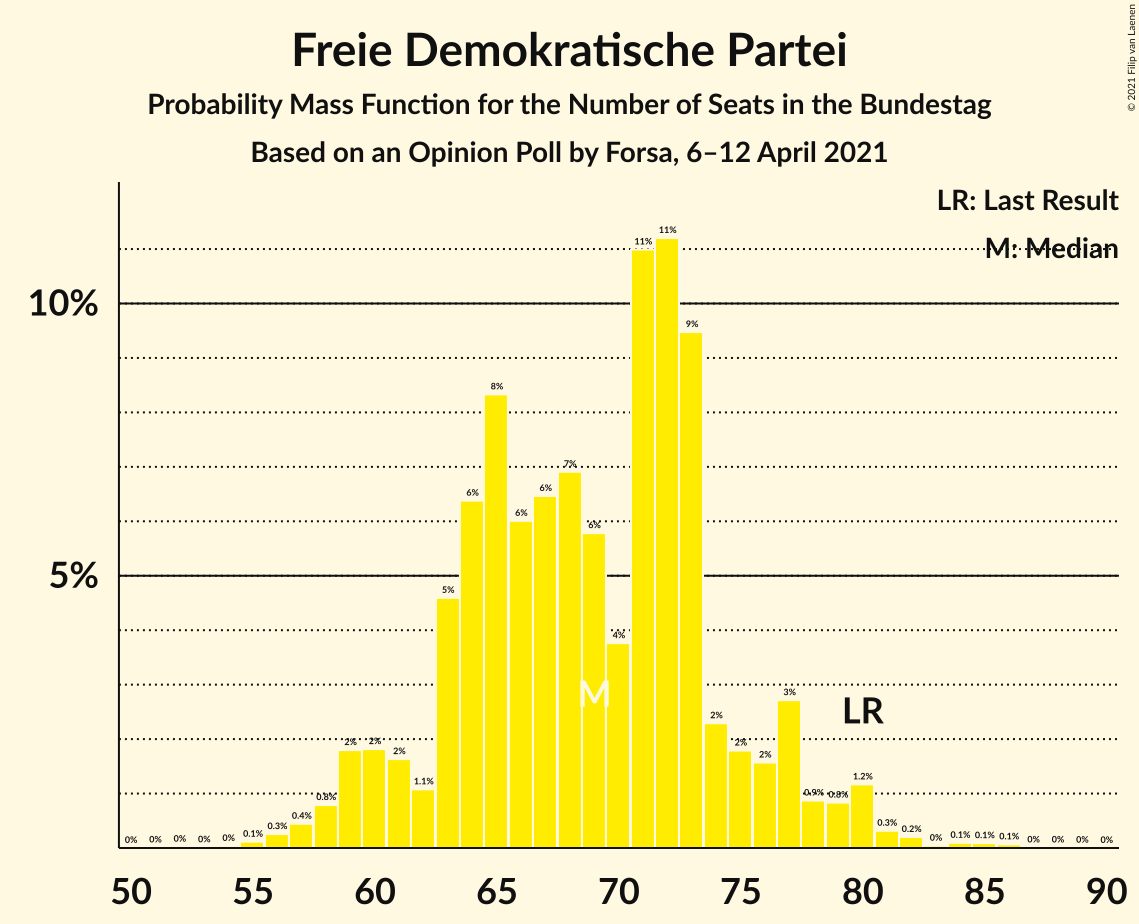 Freie Demokratische Partei
Probability Mass Function for the Number of Seats in the Bundestag
Based on an Opinion Poll by Forsa, 6–12 April 2021
© 2021 Filip van Laenen
LR: Last Result
M: Median
10%
5%
0% 0% 0% 0% 0% 0.1% 0.3% 0.4% 0.8% 2% 2% 2% 1.1% 5% 6% 8% 6% 6% 7% 6% 4% 11% 11% 9% 2% 2% 2% 3% 0.9% 0.8% 1.2% 0.3% 0.2% 0% 0.1% 0.1% 0.1% 0% 0% 0% 0%
M
LR
50 55 60 65 70 75 80 85 90